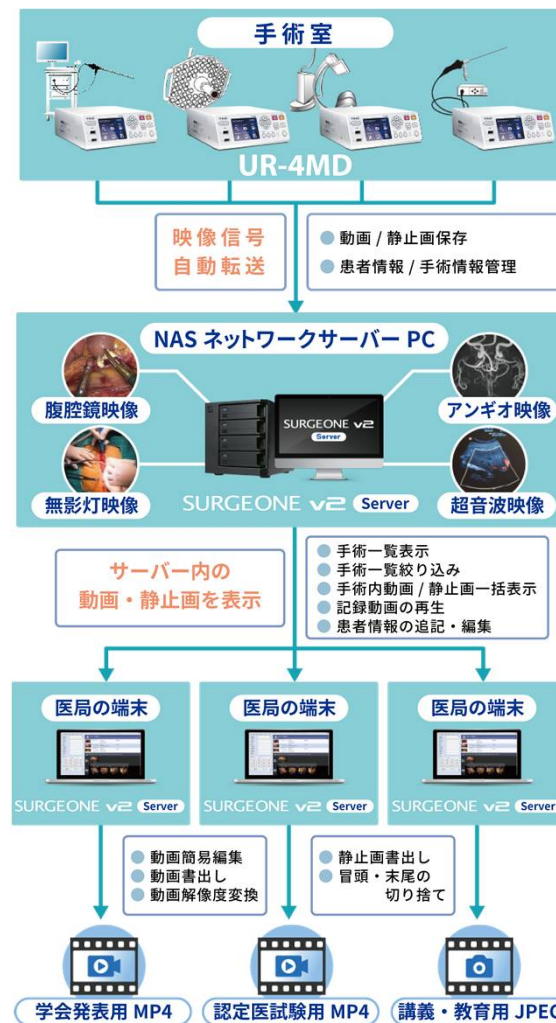 手術室
UR-4MD
映像信号
自動転送
動画 / 静止画保存
患者情報 / 手術情報管理
NAS ネットワークサーバー PC
腹腔鏡映像
アンギオ映像
SURGEONE v2
Server
無影灯映像
超音波映像
SURGEONE v2 Server
サーバー内の
動画・静止画を表示
手術一覧表示
手術一覧絞り込み
手術内動画 / 静止画一括表示
記録動画の再生
患者情報の追記・編集
医局の端末
医局の端末
医局の端末
SURGEONE v2 Server
SURGEONE v2 Server
SURGEONE v2 Server
動画簡易編集
動画書出し
動画解像度変換
静止画書出し
冒頭・末尾の
切り捨て
学会発表用 MP4
認定医試験用 MP4
講義・教育用 JPEG